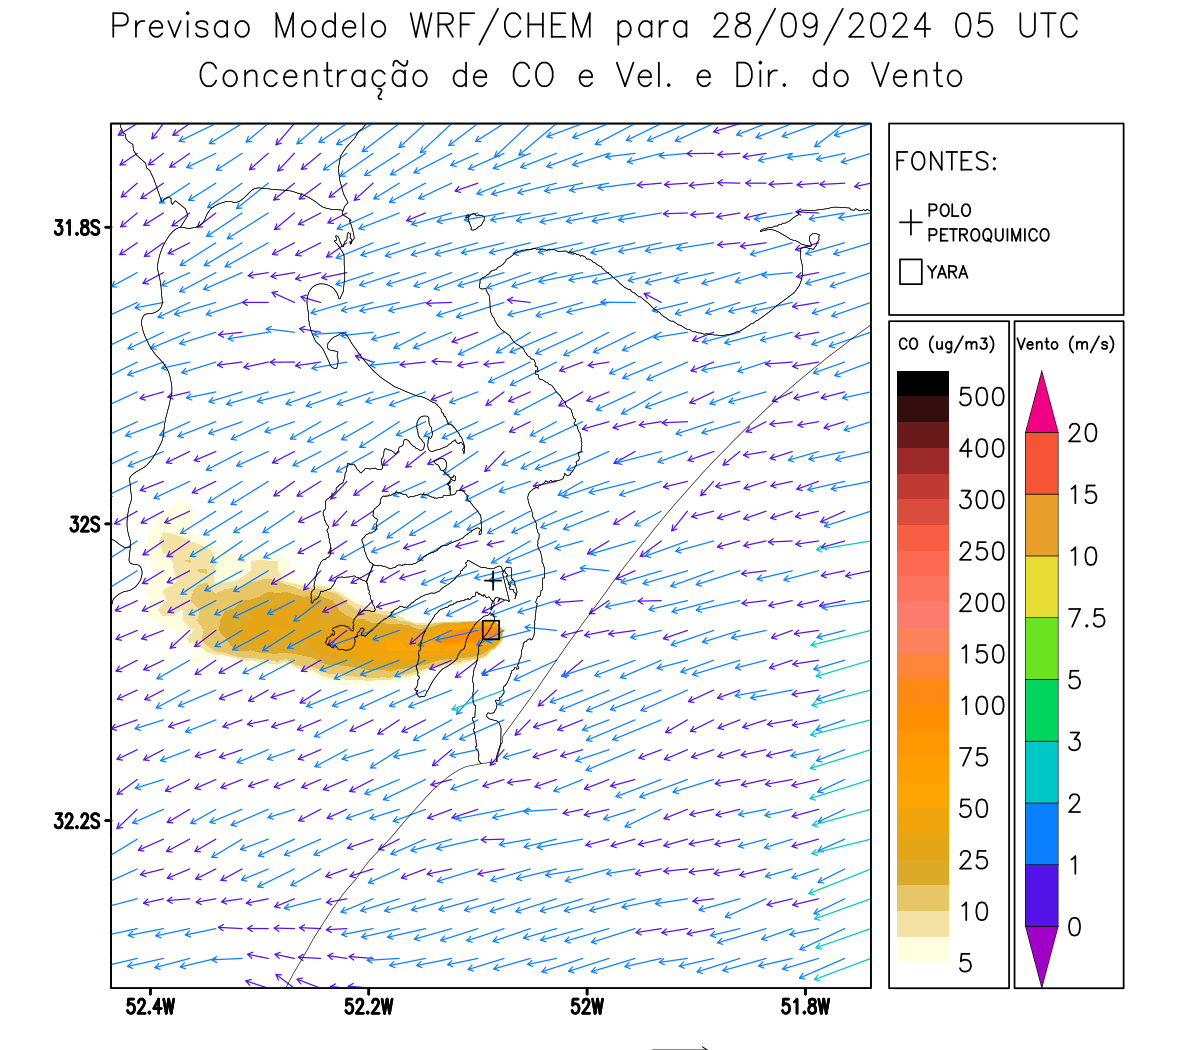 Previsao Modelo WRF/CHEM para 28/09/2024 05 UTC
Concentração de CO e Vel. e Dir. do Vento
FONTES:
POLO
PETROQUIMICO
YARA
CO (ug/m3)
500
400
300
250
200
150
100
75
50
25
10
5
Vento (m/s)
20
15
10
7.5
5
3
2
1
0
31.8S
32S
32.2S
52.4W
52.2W
52W
51.8W